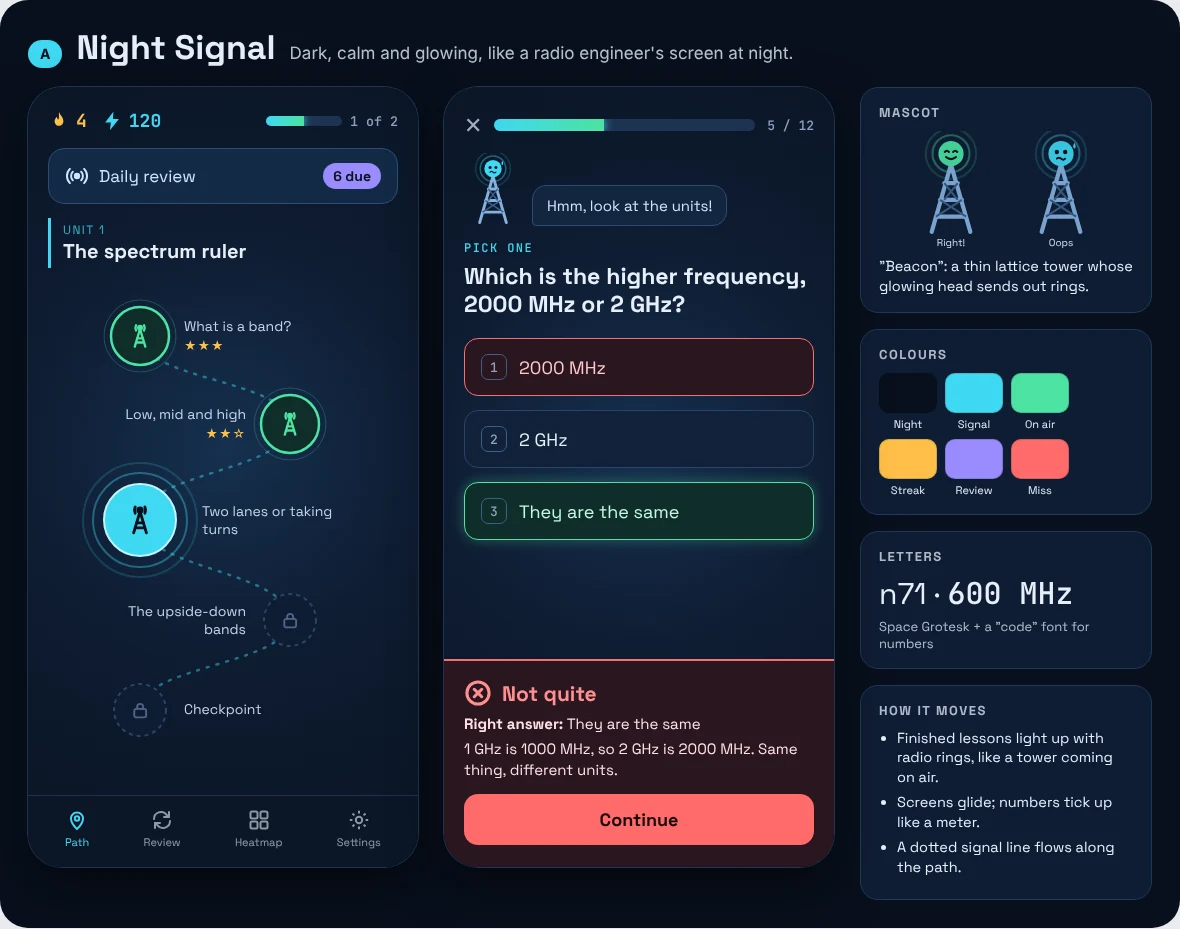 A
Night Signal
Dark, calm and glowing, like a radio engineer's screen at night.
4
120
1 of 2
Daily review
6 due
UNIT 1
The spectrum ruler
What is a band?
★★★
Low, mid and high
★★☆
Two lanes or taking
turns
The upside-down
bands
Checkpoint
Path
Review
Heatmap
Settings
5 / 12
Hmm, look at the units!
PICK ONE
Which is the higher frequency,
2000 MHz or 2 GHz?
1 2000 MHz
2 2 GHz
3 They are the same
Not quite
Right answer: They are the same
1 GHz is 1000 MHz, so 2 GHz is 2000 MHz. Same
thing, different units.
Continue
MASCOT
Right!
Oops
"Beacon": a thin lattice tower whose
glowing head sends out rings.
COLOURS
Night
Signal
On air
Streak
Review
Miss
LETTERS
n71 · 600 MHz
Space Grotesk + a "code" font for
numbers
HOW IT MOVES
• Finished lessons light up with
radio rings, like a tower coming
on air.
• Screens glide; numbers tick up
like a meter.
• A dotted signal line flows along
the path.